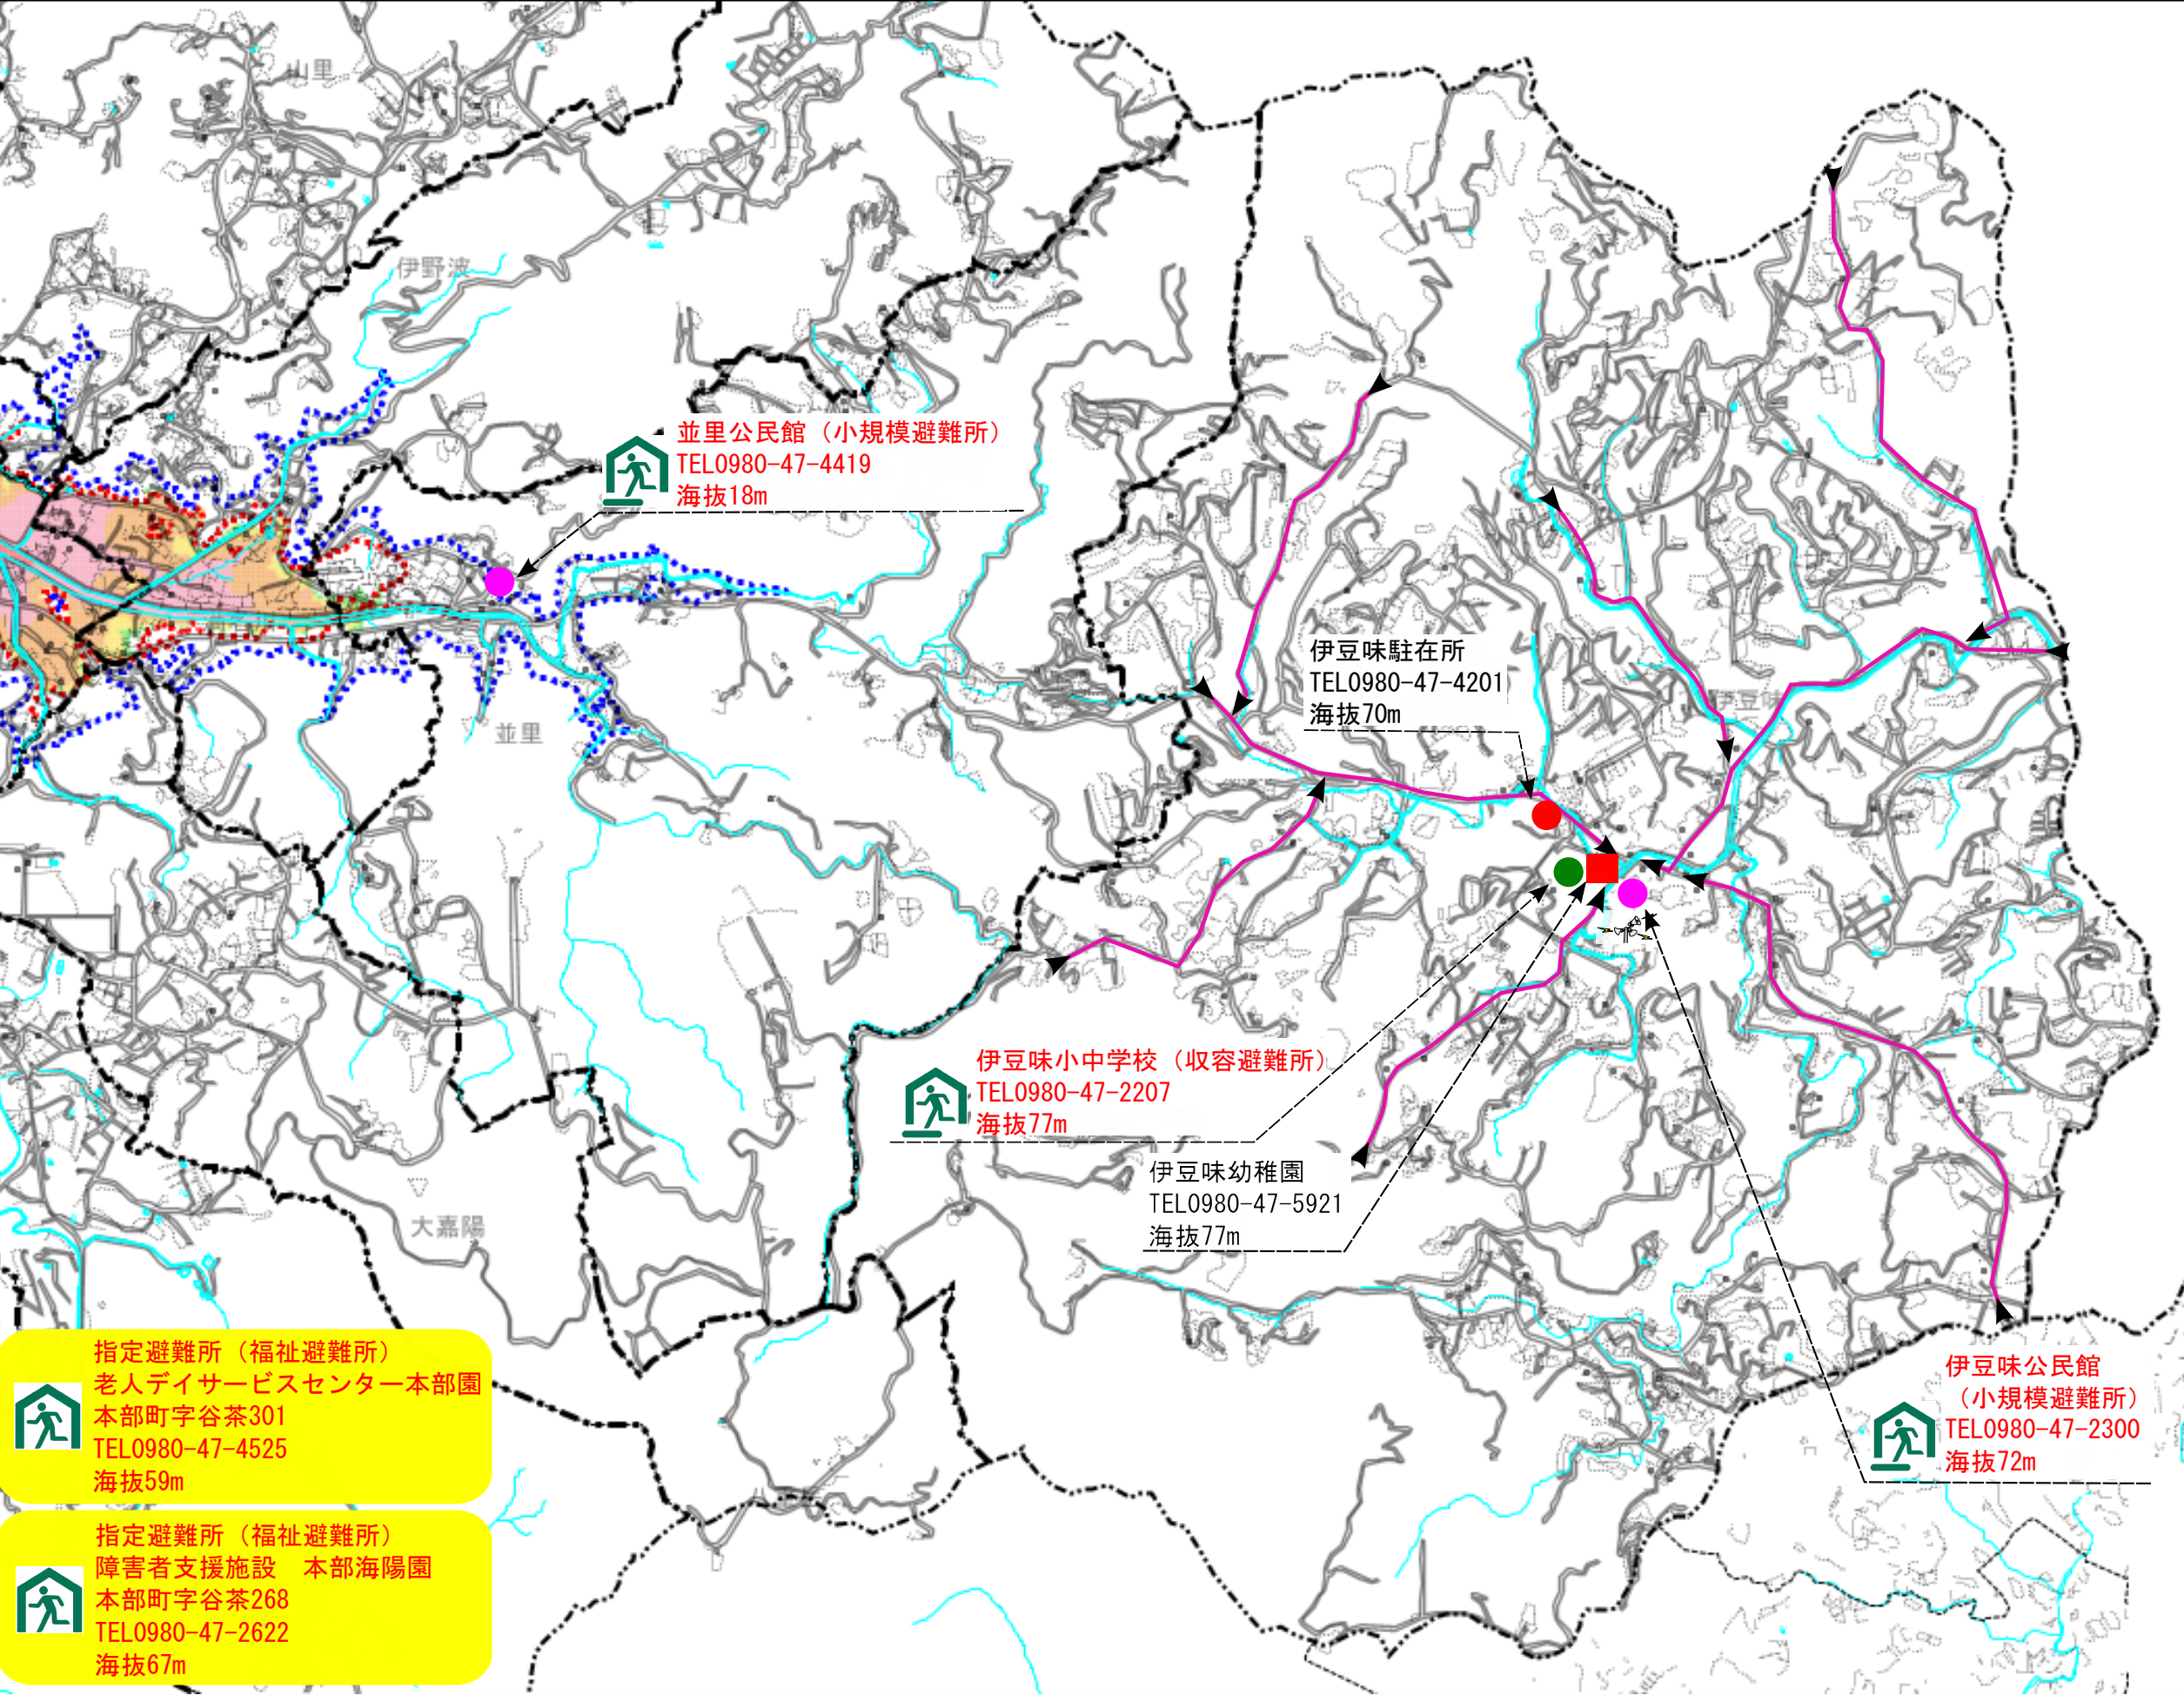 山里
伊野波
並里公民館（小規模避難所）
TEL0980-47-4419
海抜18m
伊豆味駐在所
TEL0980-47-4201
海抜70m
伊豆
並里
伊豆味小中学校（収容避難所）
TEL0980-47-2207
海抜77m
伊豆味幼稚園
TEL0980-47-5921
海抜77m
大嘉陽
指定避難所（福祉避難所）
老人デイサービスセンター本部園
本部町字谷茶301
TEL0980-47-4525
海抜59m
伊豆味公民館
（小規模避難所）
TEL0980-47-2300
海抜72m
指定避難所（福祉避難所）
障害者支援施設　本部海陽園
本部町字谷茶268
TEL0980-47-2622
海抜67m